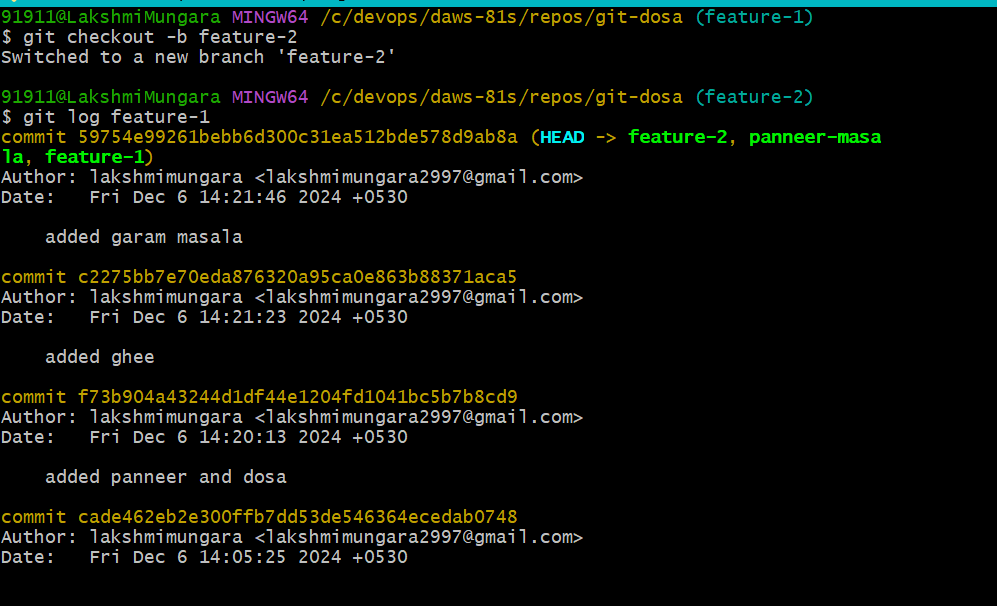 91911@LakshmiMungara MINGW64 /c/devops/daws-81s/repos/git-dosa (feature-1)
$ git checkout -b feature-2
Switched to a new branch 'feature-2'
91911@LakshmiMungara MINGW64 /c/devops/daws-81s/repos/git-dosa (feature-2)
$ git log feature-1
commit 59754e99261bebb6d300c31ea512bde578d9ab8a (HEAD -> feature-2, panneer-masa
la, feature-1)
Author: lakshmimungara <lakshmimungara2997@gmail.com>
Date:   Fri Dec 6 14:21:46 2024 +0530
    added garam masala
commit c2275bb7e70eda876320a95ca0e863b88371aca5
Author: lakshmimungara <lakshmimungara2997@gmail.com>
Date:   Fri Dec 6 14:21:23 2024 +0530
    added ghee
commit f73b904a43244d1df44e1204fd1041bc5b7b8cd9
Author: lakshmimungara <lakshmimungara2997@gmail.com>
Date:   Fri Dec 6 14:20:13 2024 +0530
    added panneer and dosa
commit cade462eb2e300ffb7dd53de546364ecedab0748
Author: lakshmimungara <lakshmimungara2997@gmail.com>
Date:   Fri Dec 6 14:05:25 2024 +0530